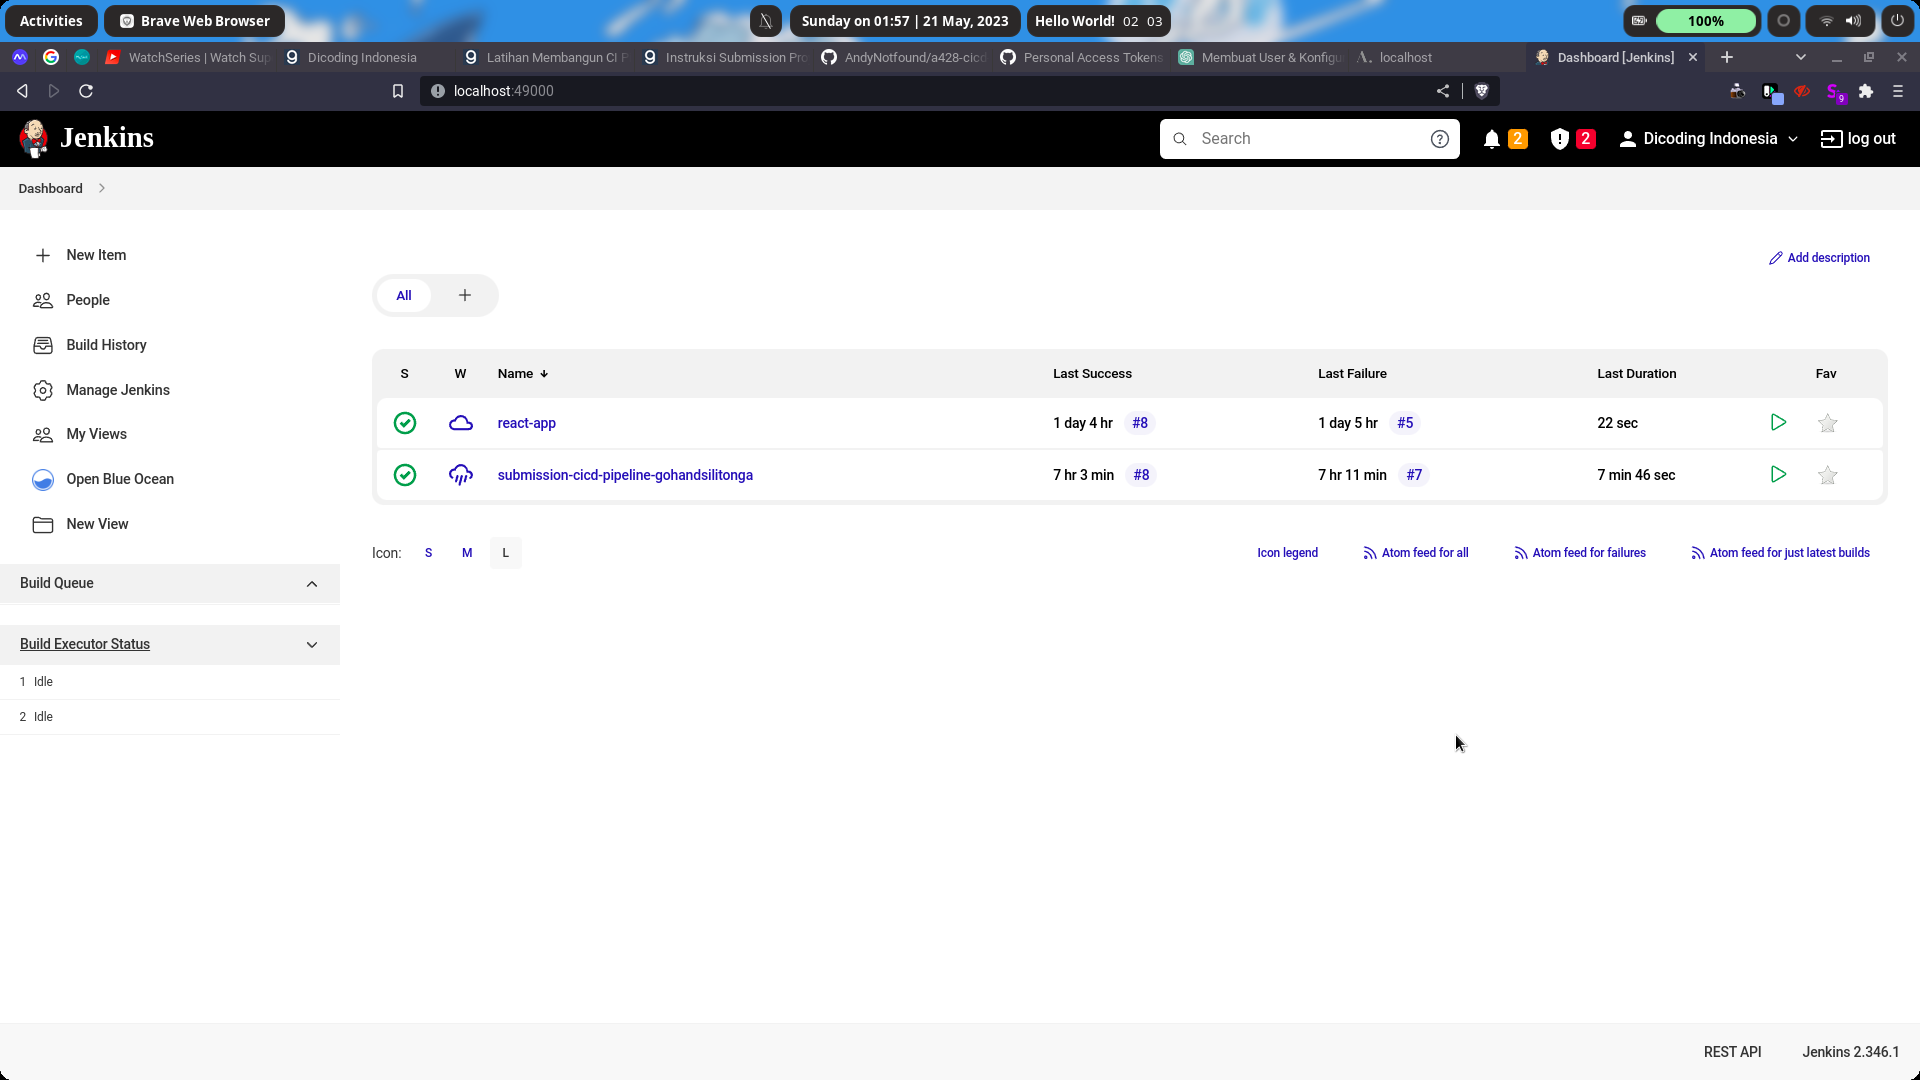 Activities
Brave Web Browser
Sunday on 01:57 | 21 May, 2023
Hello World! 02 03
100%
WatchSeries | Watch Sup
Dicoding Indonesia
Latihan Membangun CI P
Instruksi Submission Pro
AndyNotfound/a428-cicd
Personal Access Tokens
Membuat User & Konfigu
localhost
Dashboard [Jenkins]
localhost:49000
9
Jenkins
Search
2
2
Dicoding Indonesia
log out
Dashboard
New Item
People
Build History
Manage Jenkins
My Views
Open Blue Ocean
New View
Build Queue
Build Executor Status
1 Idle
2 Idle
Add description
All
S W Name ↓ Last Success Last Failure Last Duration Fav
react-app 1 day 4 hr #8 1 day 5 hr #5 22 sec
submission-cicd-pipeline-gohandsilitonga 7 hr 3 min #8 7 hr 11 min #7 7 min 46 sec
Icon: S M L
Icon legend
Atom feed for all
Atom feed for failures
Atom feed for just latest builds
REST API
Jenkins 2.346.1